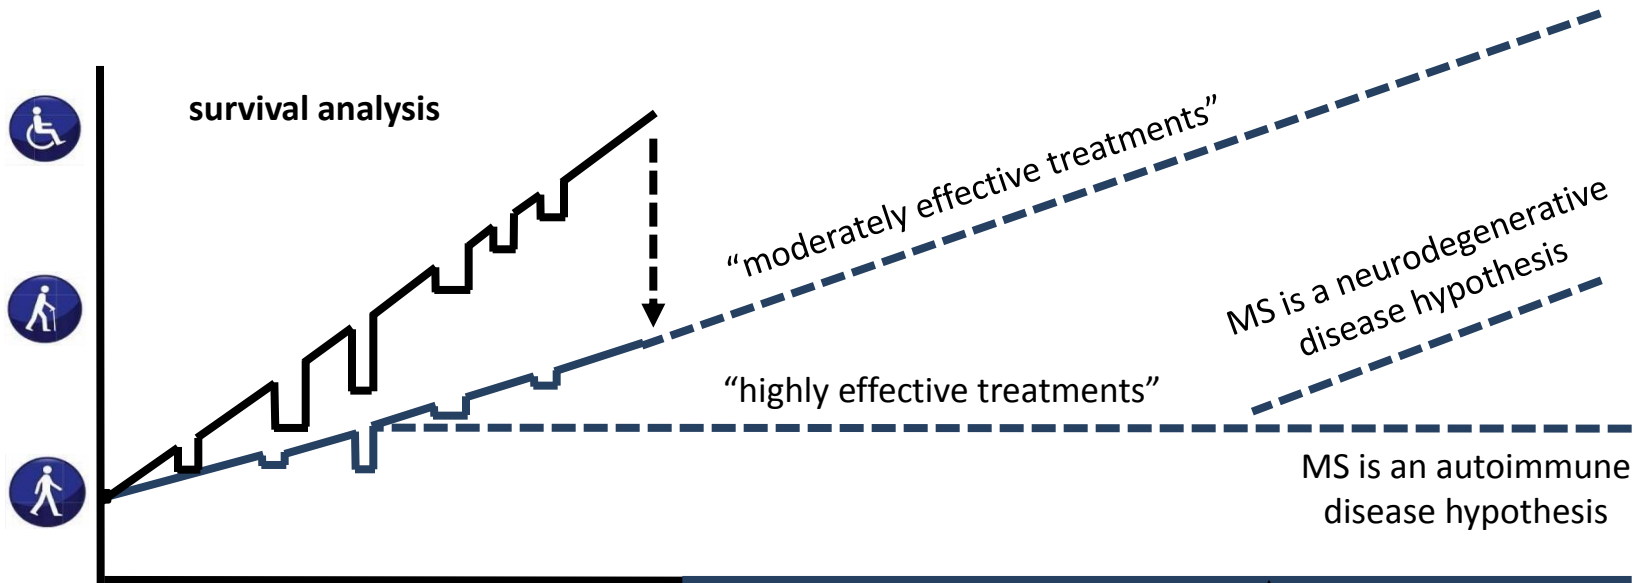 survival analysis
“moderately effective treatments”
MS is a neurodegenerative
disease hypothesis
“highly effective treatments”
MS is an autoimmune
disease hypothesis